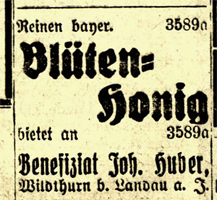 Reinen bayer. 3589a
Blüten=
Honig
bietet an 3589a
Benefiziat Joh. Huber,
Wildthurn b. Landau a. J.